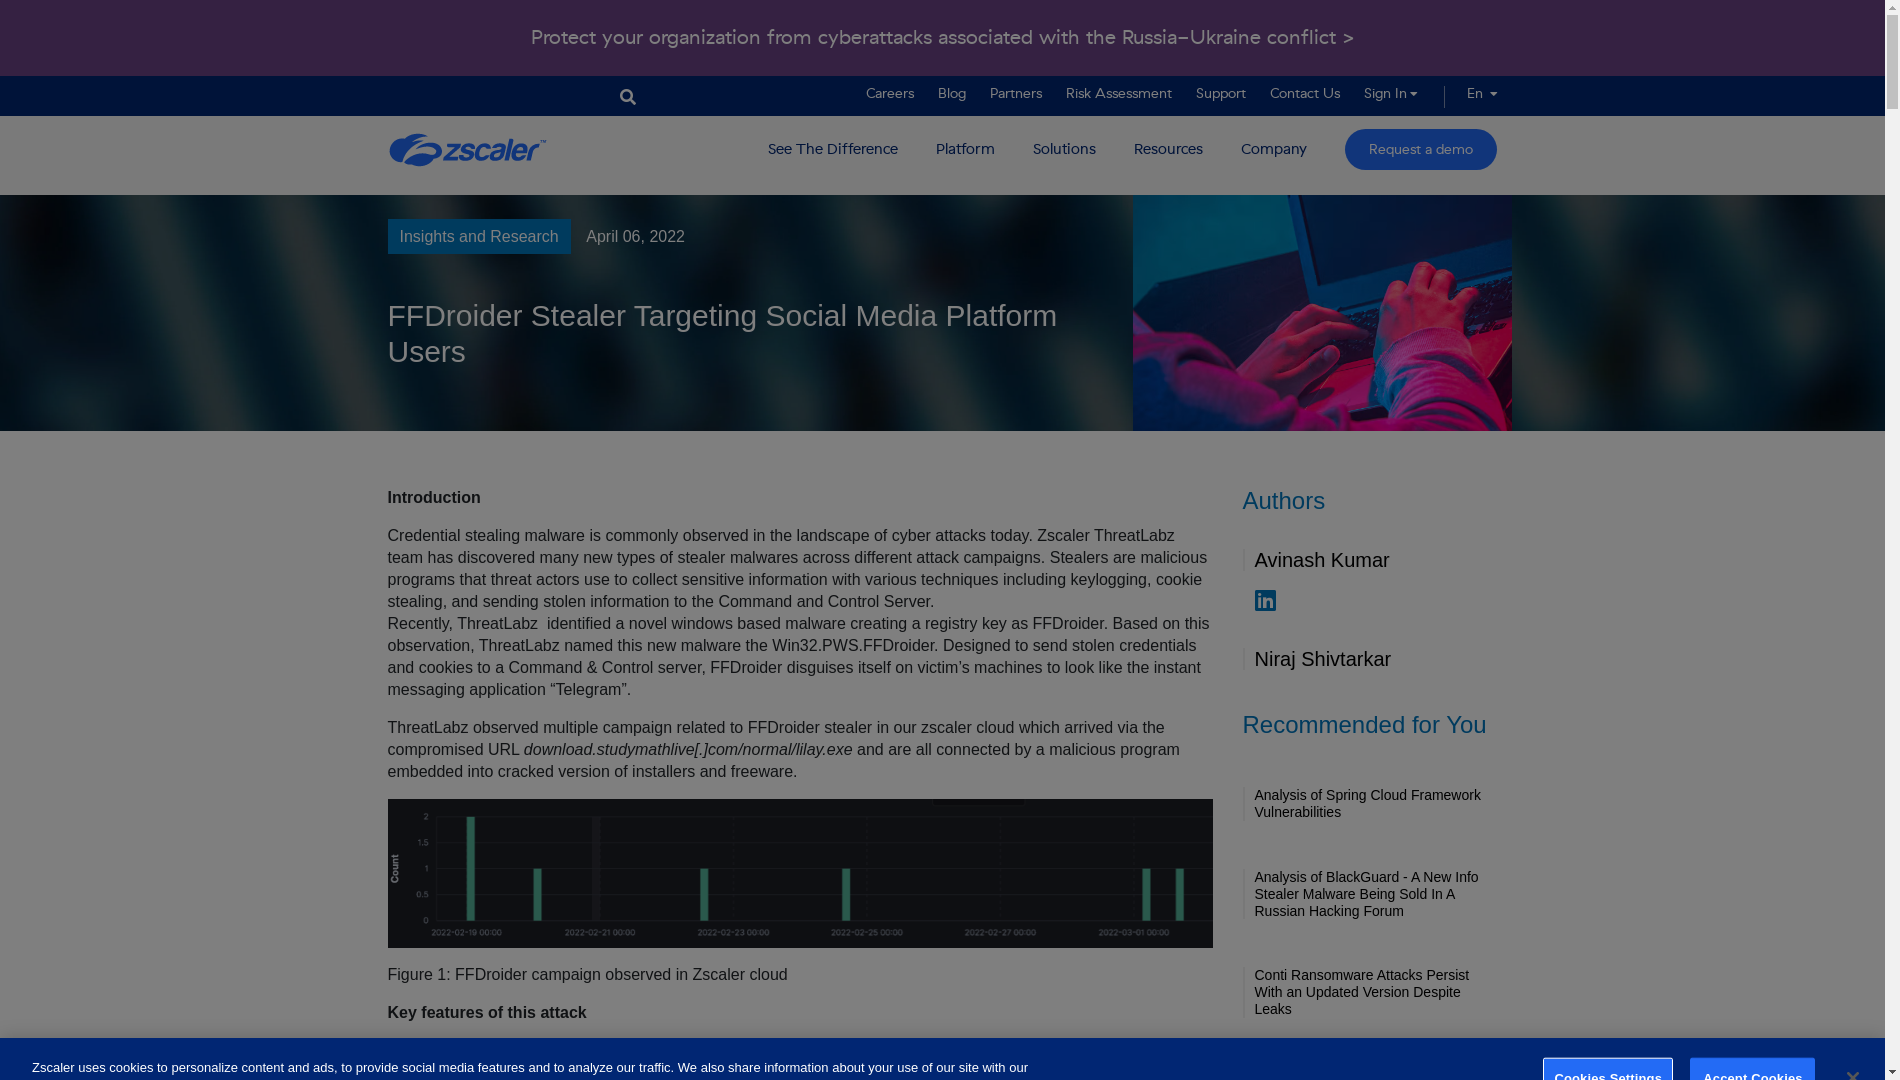 Protect your organization from cyberattacks associated with the Russia-Ukraine conflict >
Careers Blog Partners Risk Assessment Support Contact Us Sign In En
zscaler™
See The Difference Platform Solutions Resources Company Request a demo
Insights and Research April 06, 2022
FFDroider Stealer Targeting Social Media Platform
Users
Introduction
Credential stealing malware is commonly observed in the landscape of cyber attacks today. Zscaler ThreatLabz
team has discovered many new types of stealer malwares across different attack campaigns. Stealers are malicious
programs that threat actors use to collect sensitive information with various techniques including keylogging, cookie
stealing, and sending stolen information to the Command and Control Server.
Recently, ThreatLabz  identified a novel windows based malware creating a registry key as FFDroider. Based on this
observation, ThreatLabz named this new malware the Win32.PWS.FFDroider. Designed to send stolen credentials
and cookies to a Command & Control server, FFDroider disguises itself on victim’s machines to look like the instant
messaging application “Telegram”.
ThreatLabz observed multiple campaign related to FFDroider stealer in our zscaler cloud which arrived via the
compromised URL download.studymathlive[.]com/normal/lilay.exe and are all connected by a malicious program
embedded into cracked version of installers and freeware.
Count
2
1.5
1
0.5
0
2022-02-19 00:00 2022-02-21 00:00 2022-02-23 00:00 2022-02-25 00:00 2022-02-27 00:00 2022-03-01 00:00
Figure 1: FFDroider campaign observed in Zscaler cloud
Key features of this attack
Authors
Avinash Kumar
in
Niraj Shivtarkar
Recommended for You
Analysis of Spring Cloud Framework
Vulnerabilities
Analysis of BlackGuard - A New Info
Stealer Malware Being Sold In A
Russian Hacking Forum
Conti Ransomware Attacks Persist
With an Updated Version Despite
Leaks
Zscaler uses cookies to personalize content and ads, to provide social media features and to analyze our traffic. We also share information about your use of our site with our
Cookies Settings Accept Cookies